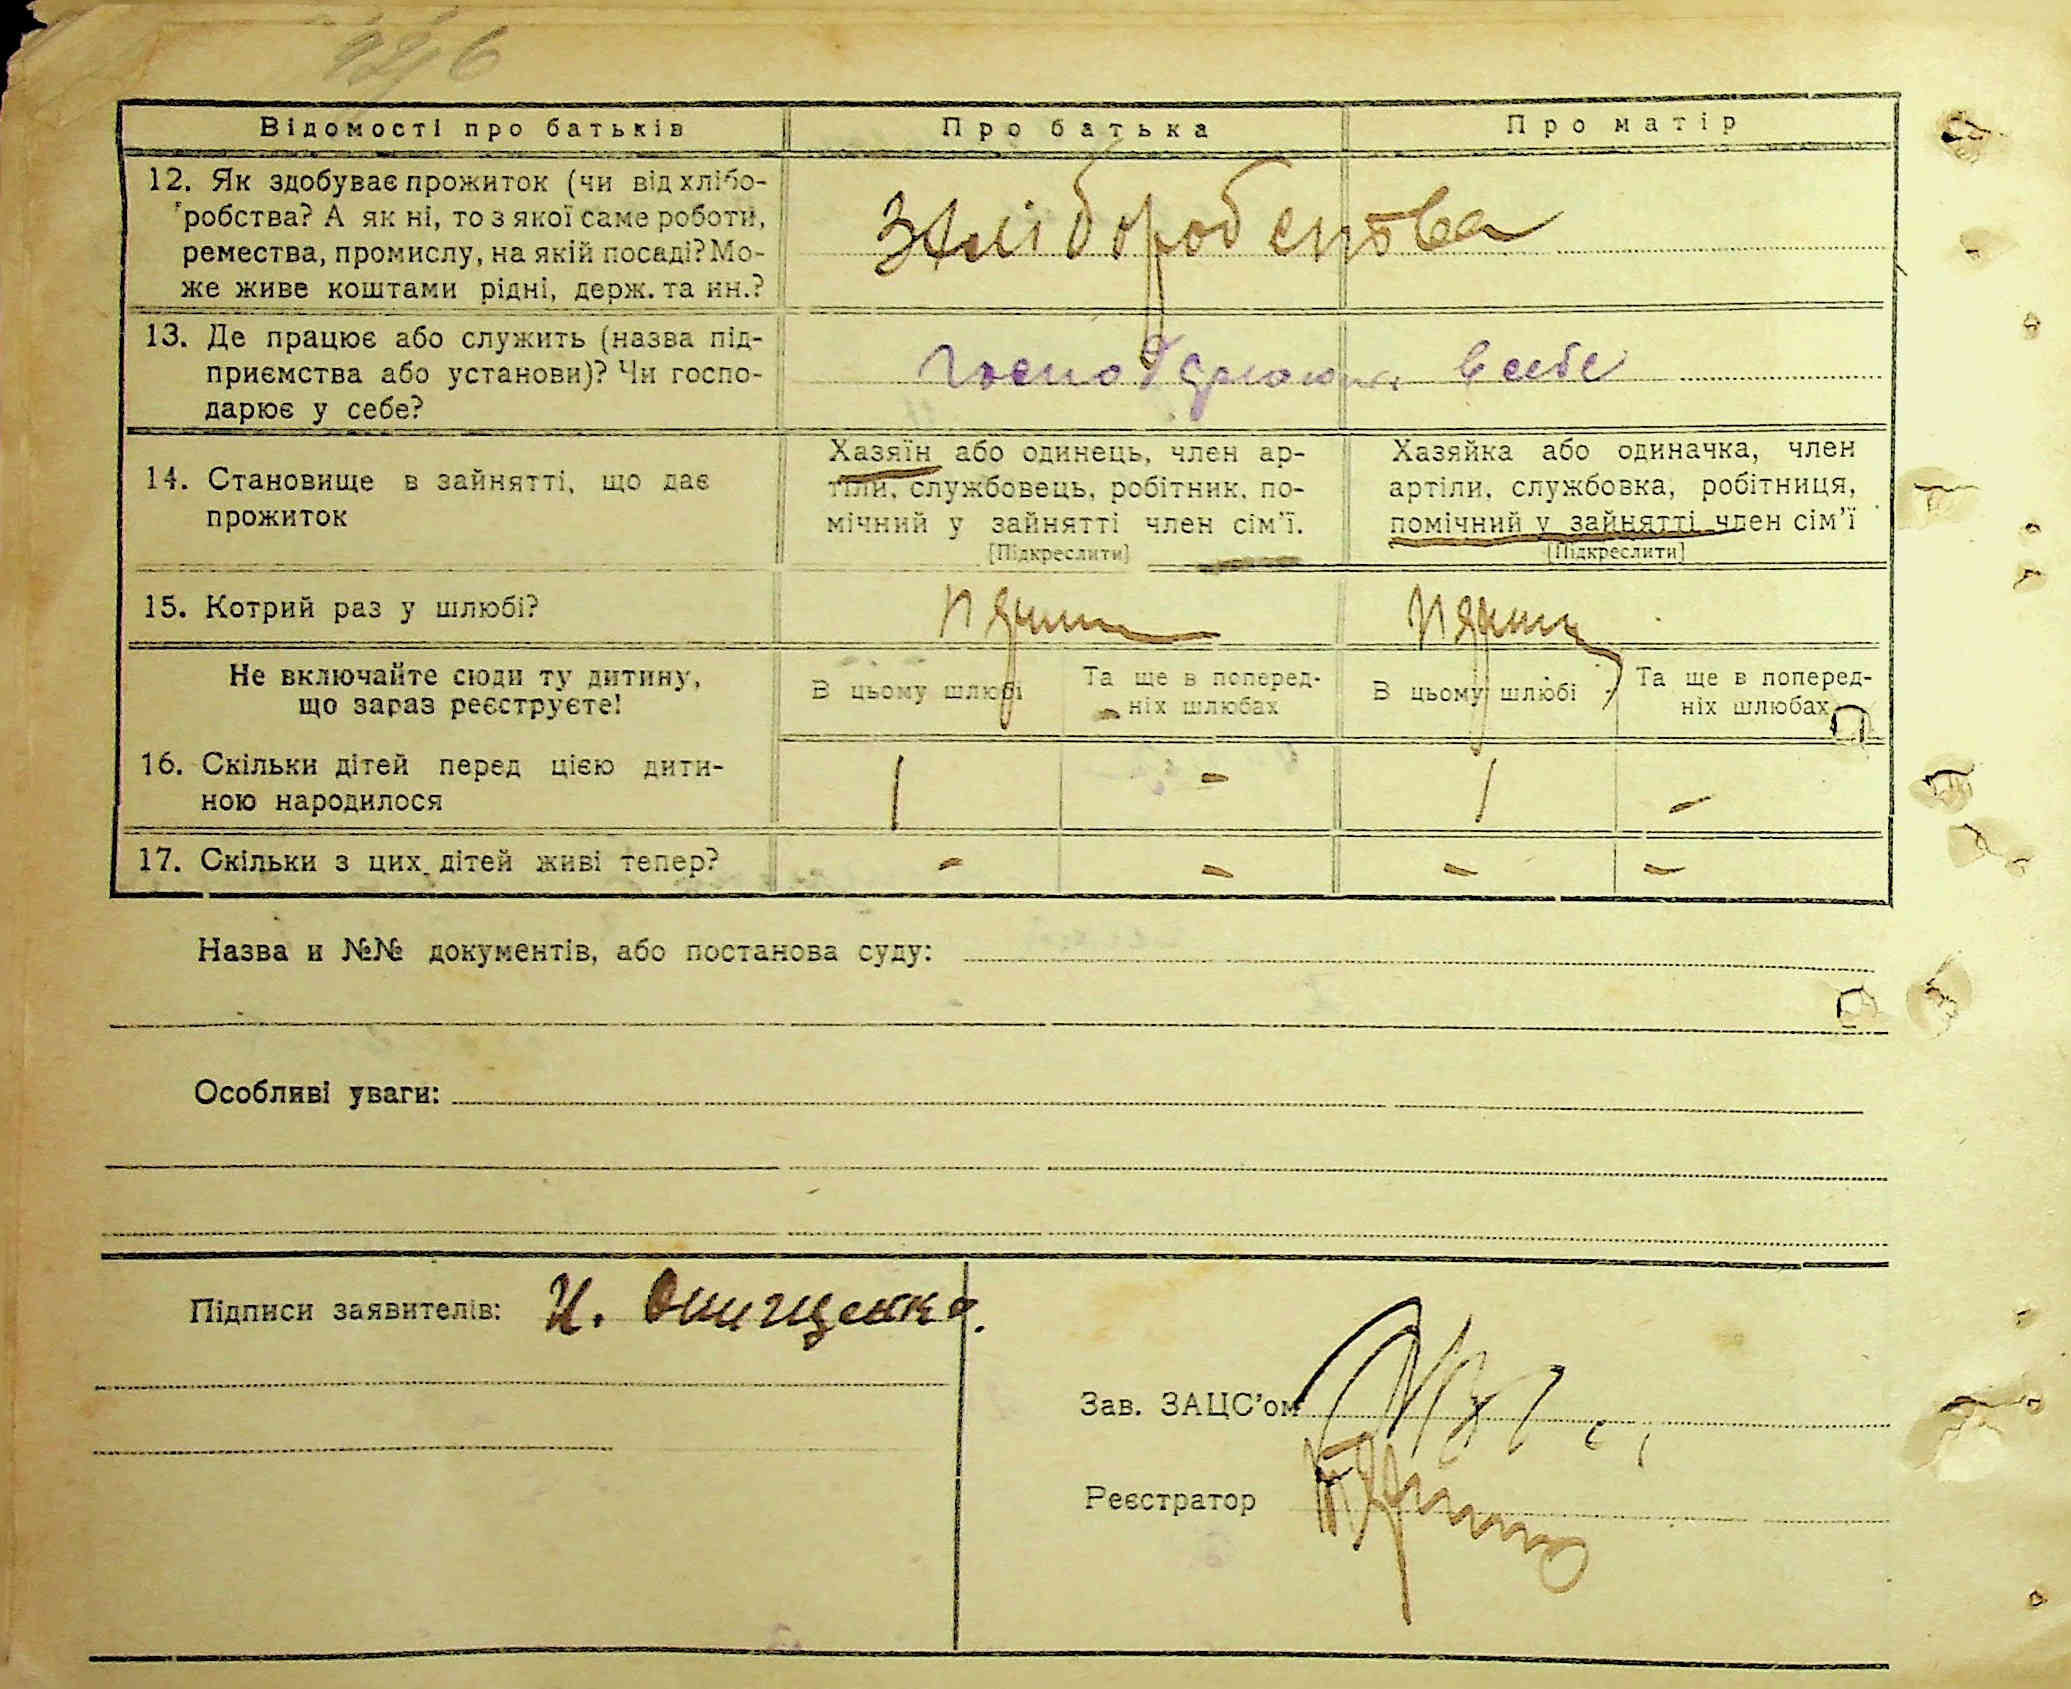 Відомості про батьків Про батька Про матір
12. Як здобуває прожиток (чи від хлібо-
робства? А як ні, то з якої саме роботи,
ремества, промислу, на якій посаді? Мо-
же живе коштами рідні, держ. та ин.?
З хліборобства
13. Де працює або служить (назва під-
приємства або установи)? Чи госпо-
дарює у себе?
в себе
14. Становище в зайнятті, що дає
прожиток
Хазяїн або одинець, член ар-
тіли, службовець, робітник, по-
мічний у зайнятті член сім'ї.
[Підкреслити]
Хазяйка або одиначка, член
артіли, службовка, робітниця,
помічний у зайнятті член сім'ї
[Підкреслити]
15. Котрий раз у шлюбі?
Не включайте сюди ту дитину,
що зараз реєструєте!
В цьому шлюбі
Та ще в поперед-
ніх шлюбах
В цьому шлюбі
Та ще в поперед-
ніх шлюбах
16. Скільки дітей перед цією дити-
ною народилося
1 - 1 -
17. Скільки з цих дітей живі тепер? - - - -
Назва и №№ документів, або постанова суду:
Особливі уваги:
Підписи заявителів: И. Онищенко.
Зав. ЗАЦС'ом
Реєстратор